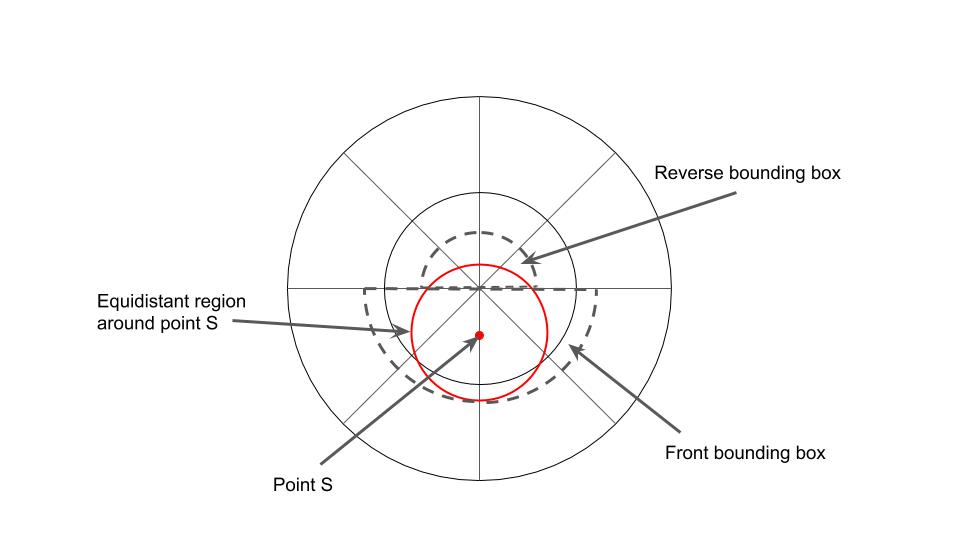 Reverse bounding box
Equidistant region
around point S
Front bounding box
Point S